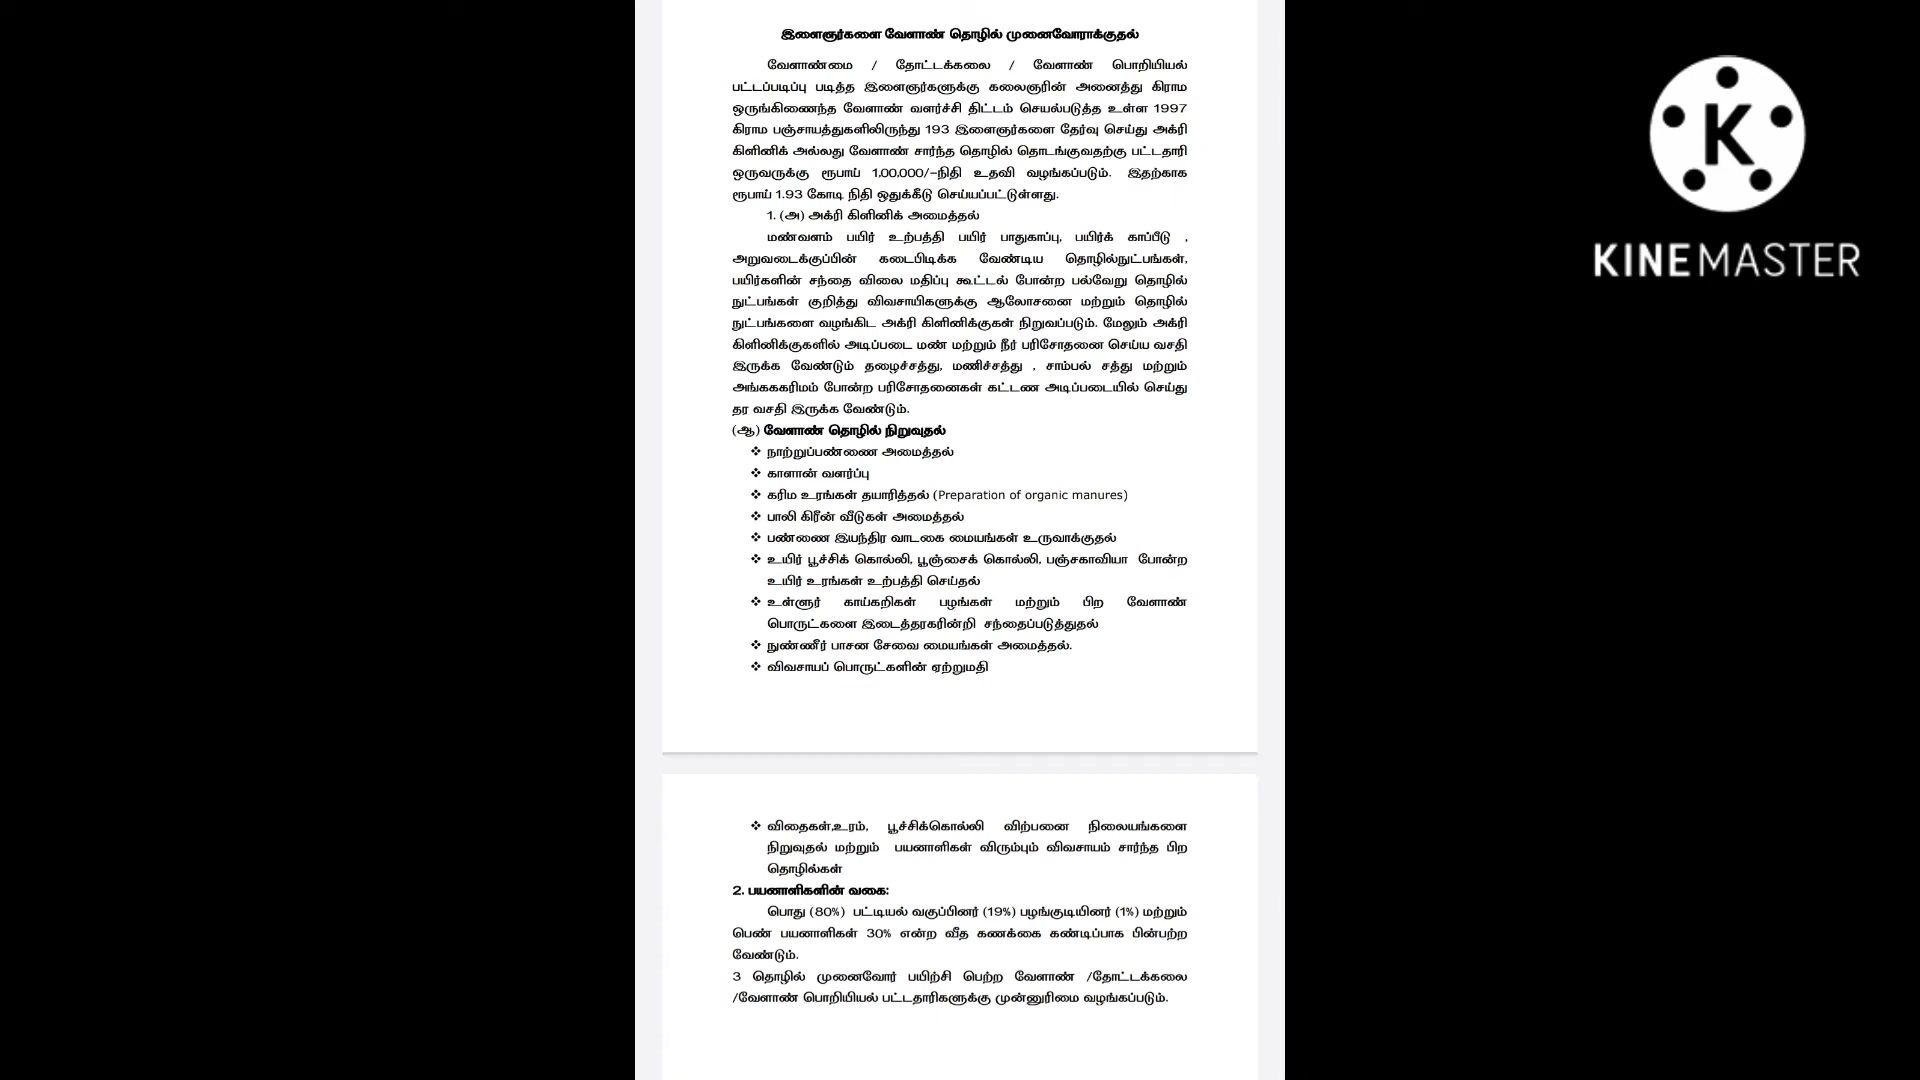 இளைஞர்களை வேளாண் தொழில் முனைவோராக்குதல்
வேளாண்மை / தோட்டக்கலை / வேளாண் பொறியியல்
பட்டப்படிப்பு படித்த இளைஞர்களுக்கு கலைஞரின் அனைத்து கிராம
ஒருங்கிணைந்த வேளாண் வளர்ச்சி திட்டம் செயல்படுத்த உள்ள 1997
கிராம பஞ்சாயத்துகளிலிருந்து 193 இளைஞர்களை தேர்வு செய்து அக்ரி
கிளினிக் அல்லது வேளாண் சார்ந்த தொழில் தொடங்குவதற்கு பட்டதாரி
ஒருவருக்கு ரூபாய் 1,00,000/-நிதி உதவி வழங்கப்படும். இதற்காக
ரூபாய் 1.93 கோடி நிதி ஒதுக்கீடு செய்யப்பட்டுள்ளது.
1. (அ) அக்ரி கிளினிக் அமைத்தல்
மண்வளம் பயிர் உற்பத்தி பயிர் பாதுகாப்பு, பயிர்க் காப்பீடு ,
அறுவடைக்குப்பின் கடைபிடிக்க வேண்டிய தொழில்நுட்பங்கள்,
பயிர்களின் சந்தை விலை மதிப்பு கூட்டல் போன்ற பல்வேறு தொழில்
நுட்பங்கள் குறித்து விவசாயிகளுக்கு ஆலோசனை மற்றும் தொழில்
நுட்பங்களை வழங்கிட அக்ரி கிளினிக்குகள் நிறுவப்படும். மேலும் அக்ரி
கிளினிக்குகளில் அடிப்படை மண் மற்றும் நீர் பரிசோதனை செய்ய வசதி
இருக்க வேண்டும் தழைச்சத்து, மணிச்சத்து , சாம்பல் சத்து மற்றும்
அங்கககரிமம் போன்ற பரிசோதனைகள் கட்டண அடிப்படையில் செய்து
தர வசதி இருக்க வேண்டும்.
(ஆ) வேளாண் தொழில் நிறுவுதல்
❖ நாற்றுப்பண்ணை அமைத்தல்
❖ காளான் வளர்ப்பு
❖ கரிம உரங்கள் தயாரித்தல் (Preparation of organic manures)
❖ பாலி கிரீன் வீடுகள் அமைத்தல்
❖ பண்ணை இயந்திர வாடகை மையங்கள் உருவாக்குதல்
❖ உயிர் பூச்சிக் கொல்லி, பூஞ்சைக் கொல்லி, பஞ்சகாவியா போன்ற
உயிர் உரங்கள் உற்பத்தி செய்தல்
❖ உள்ளூர் காய்கறிகள் பழங்கள் மற்றும் பிற வேளாண்
பொருட்களை இடைத்தரகரின்றி சந்தைப்படுத்துதல்
❖ நுண்ணீர் பாசன சேவை மையங்கள் அமைத்தல்.
❖ விவசாயப் பொருட்களின் ஏற்றுமதி
❖ விதைகள்,உரம், பூச்சிக்கொல்லி விற்பனை நிலையங்களை
நிறுவுதல் மற்றும் பயனாளிகள் விரும்பும் விவசாயம் சார்ந்த பிற
தொழில்கள்
2. பயனாளிகளின் வகை:
பொது (80%) பட்டியல் வகுப்பினர் (19%) பழங்குடியினர் (1%) மற்றும்
பெண் பயனாளிகள் 30% என்ற வீத கணக்கை கண்டிப்பாக பின்பற்ற
வேண்டும்.
3 தொழில் முனைவோர் பயிற்சி பெற்ற வேளாண் /தோட்டக்கலை
/வேளாண் பொறியியல் பட்டதாரிகளுக்கு முன்னுரிமை வழங்கப்படும்.
K
KINEMASTER